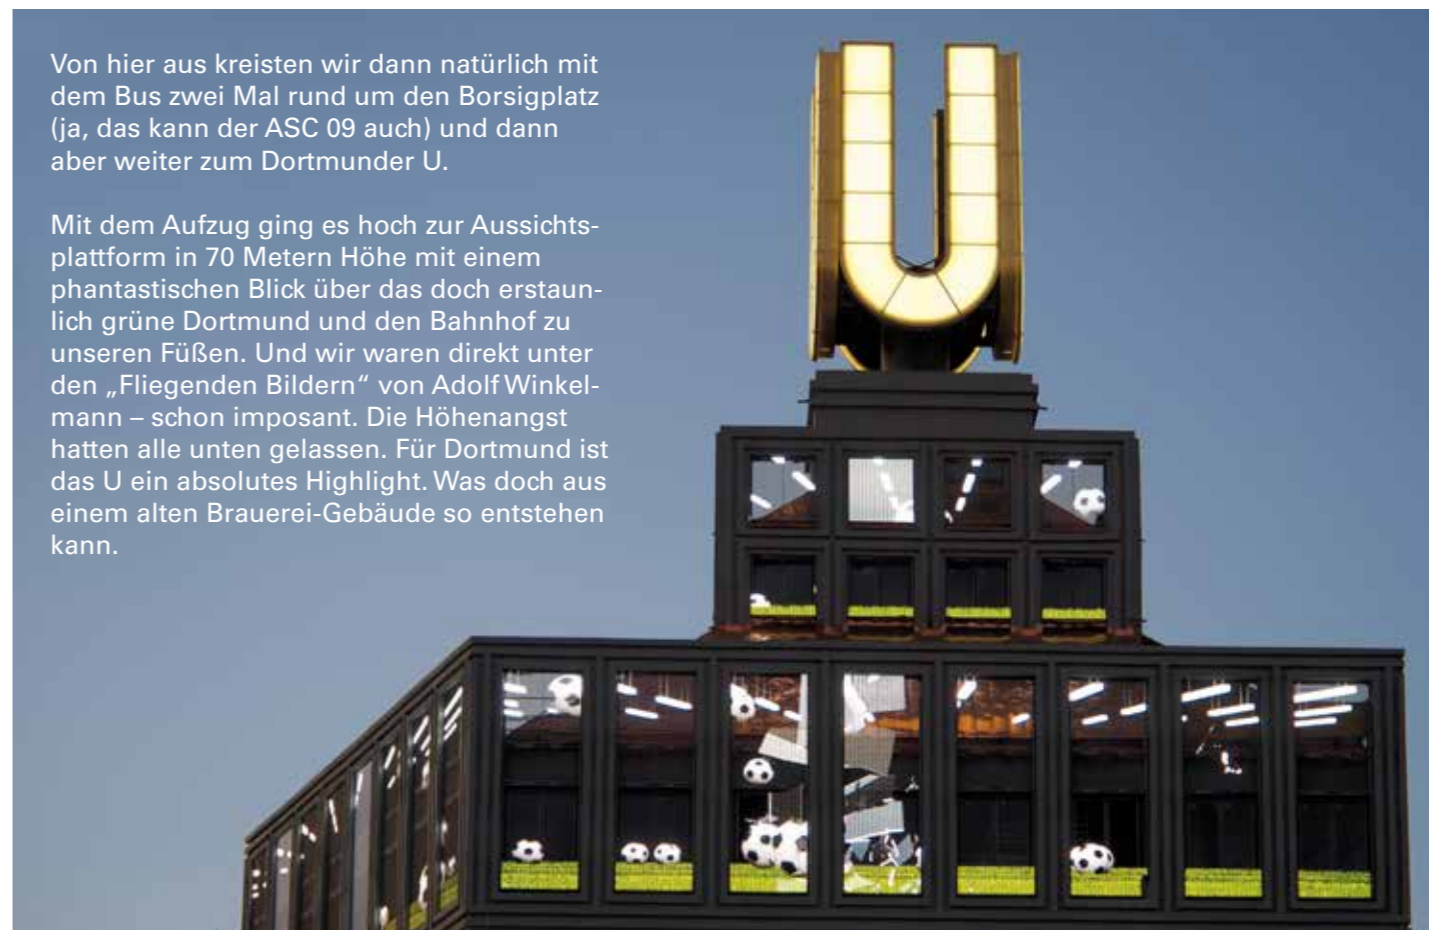 Von hier aus kreisten wir dann natürlich mit
dem Bus zwei Mal rund um den Borsigplatz
(ja, das kann der ASC 09 auch) und dann
aber weiter zum Dortmunder U.
Mit dem Aufzug ging es hoch zur Aussichts-
plattform in 70 Metern Höhe mit einem
phantastischen Blick über das doch erstaun-
lich grüne Dortmund und den Bahnhof zu
unseren Füßen. Und wir waren direkt unter
den „Fliegenden Bildern“ von Adolf Winkel-
mann – schon imposant. Die Höhenangst
hatten alle unten gelassen. Für Dortmund ist
das U ein absolutes Highlight. Was doch aus
einem alten Brauerei-Gebäude so entstehen
kann.
U